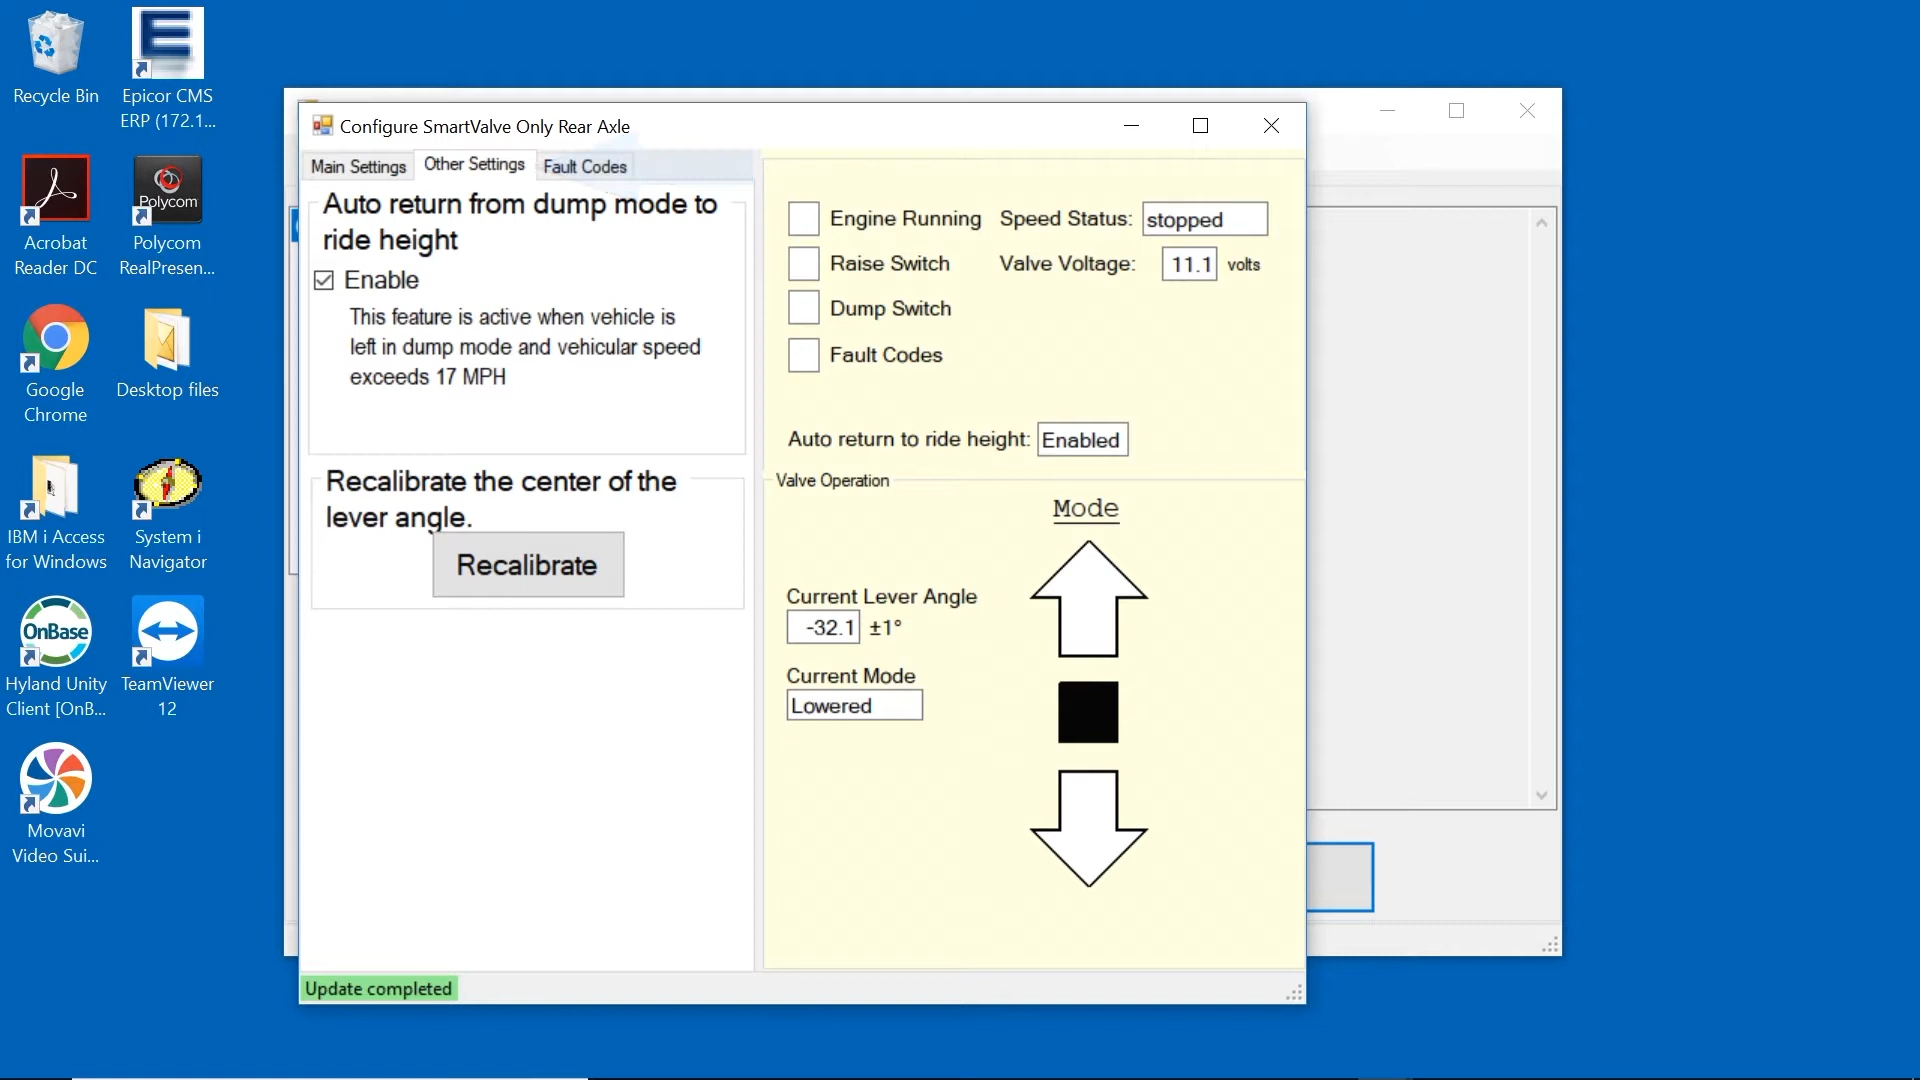 Recycle Bin
Epicor CMS
ERP (172.1...
Acrobat
Reader DC
Polycom
Polycom
RealPresen...
Google
Chrome
Desktop files
IBM i Access
for Windows
System i
Navigator
OnBase
Hyland Unity
Client [OnB...
TeamViewer
12
Movavi
Video Sui...
Configure SmartValve Only Rear Axle
Main Settings
Other Settings
Fault Codes
Auto return from dump mode to
ride height
Enable
This feature is active when vehicle is
left in dump mode and vehicular speed
exceeds 17 MPH
Recalibrate the center of the
lever angle.
Recalibrate
Engine Running
Speed Status: stopped
Raise Switch
Valve Voltage: 11.1 volts
Dump Switch
Fault Codes
Auto return to ride height: Enabled
Valve Operation
Mode
Current Lever Angle
-32.1 ±1°
Current Mode
Lowered
Update completed